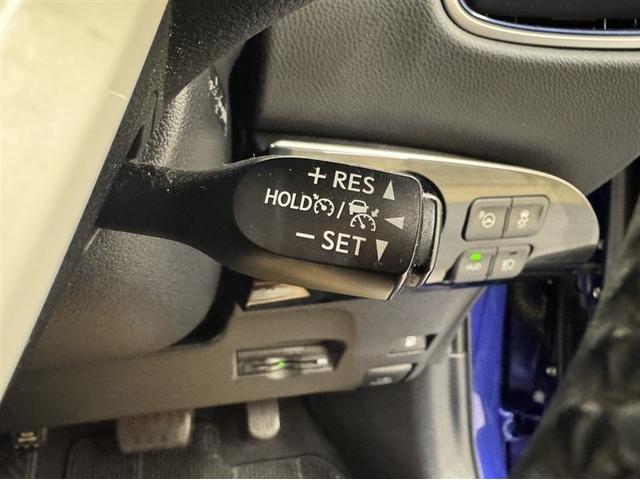 + RES
HOLD /
− SET
HUD